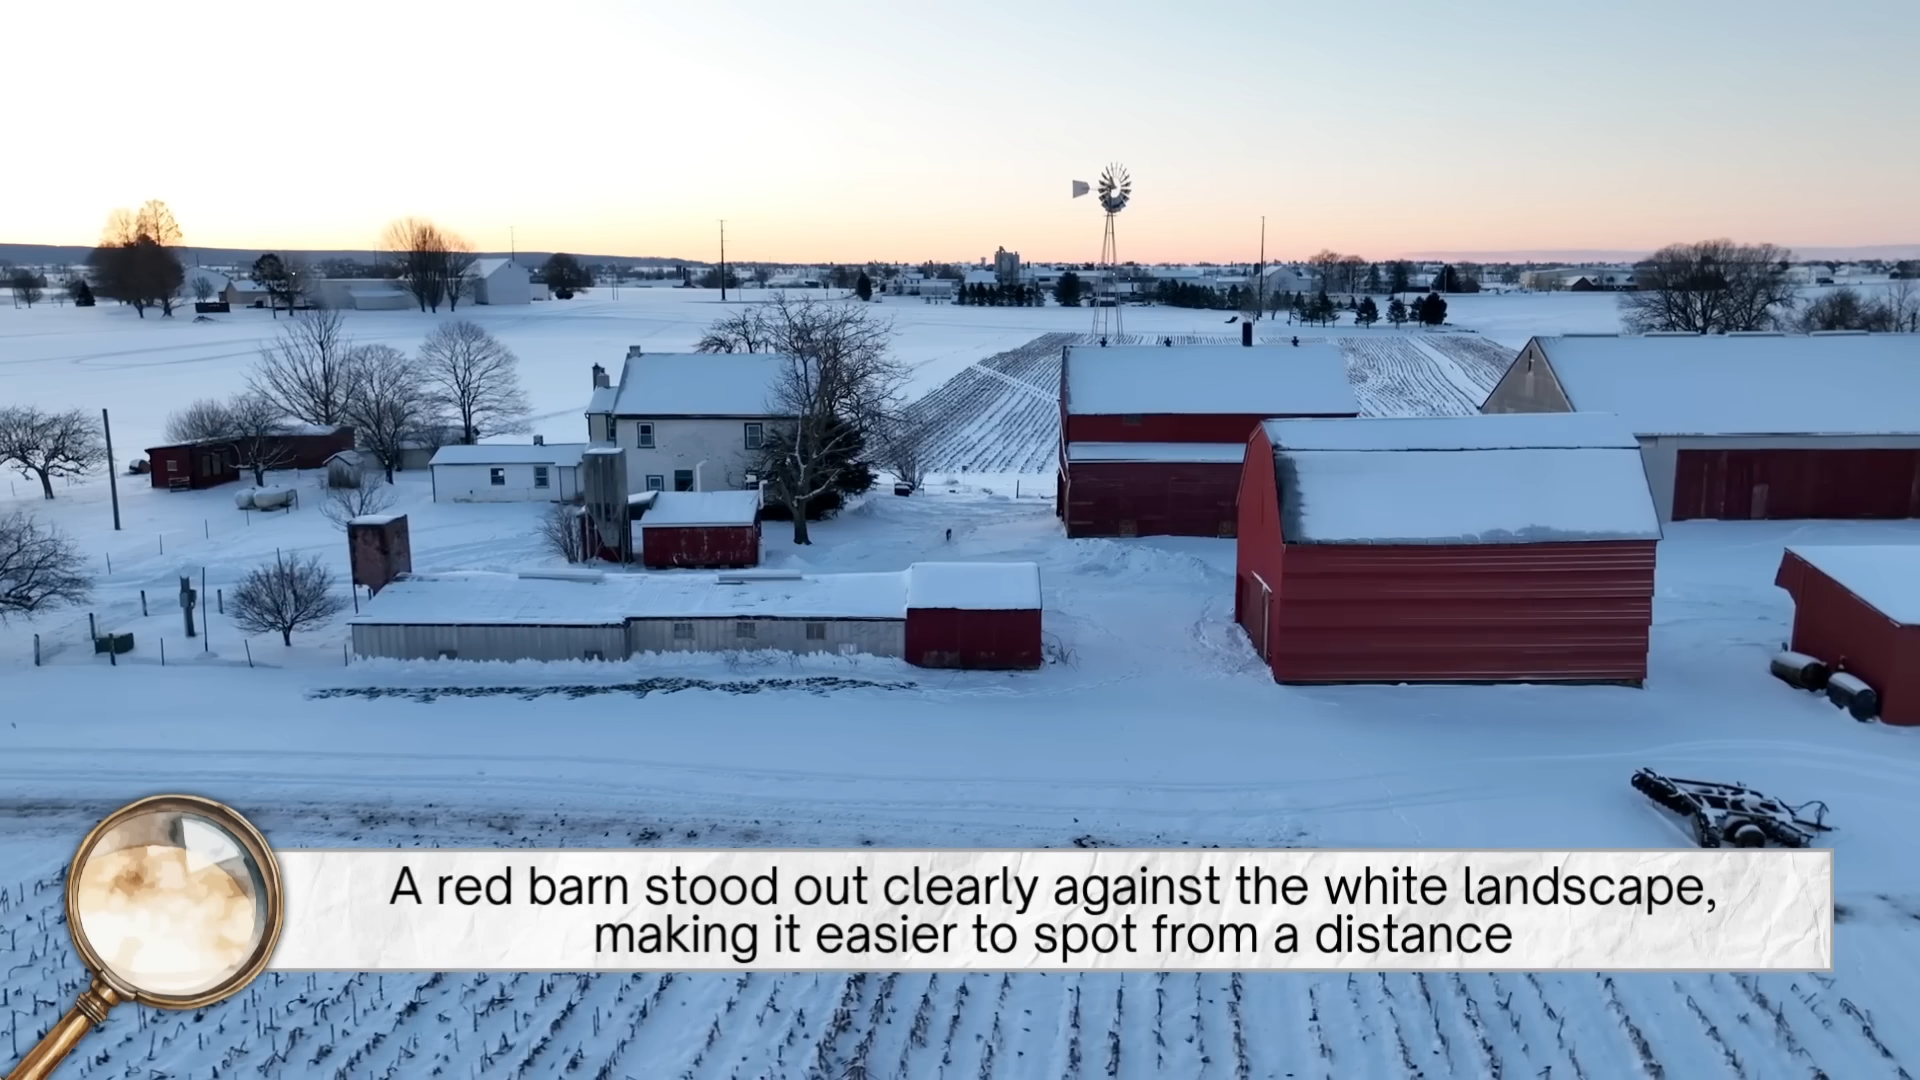 A red barn stood out clearly against the white landscape,
making it easier to spot from a distance